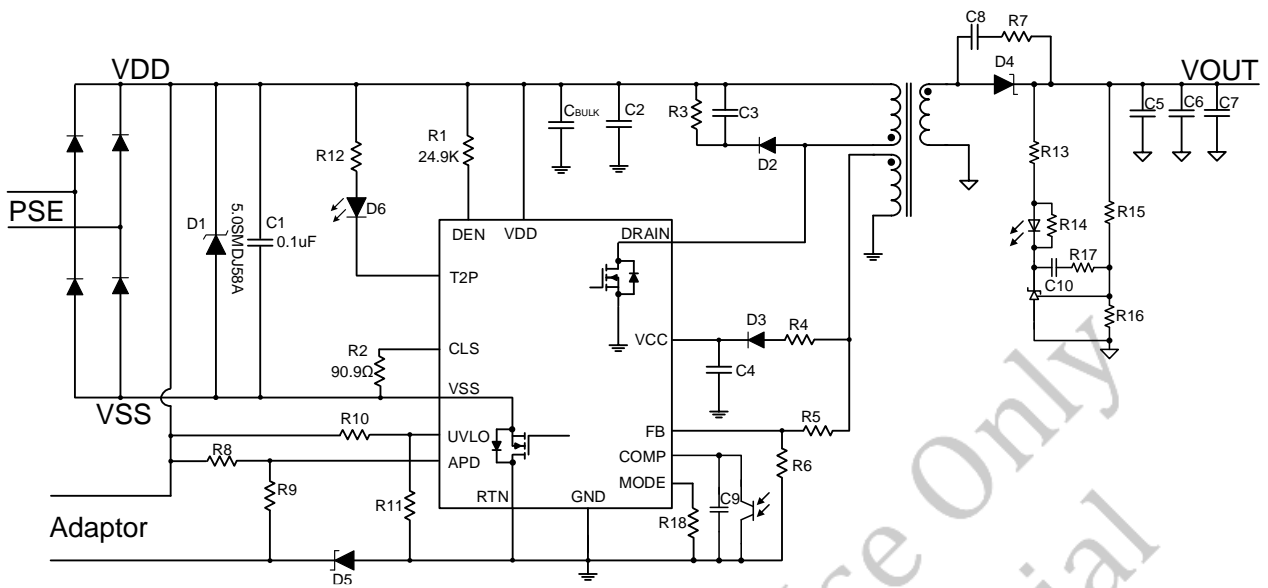 C8
R7
D4
VDD
VOUT
CBULK
C2
R3
C3
D2
C5
C6
C7
R1
24.9K
R12
D6
R13
R14
R15
PSE
D1
5.0SMDJ58A
C1
0.1uF
DEN
VDD
DRAIN
T2P
R17
C10
R16
D3
R4
VCC
C4
R2
90.9Ω
CLS
VSS
VSS
R10
UVLO
R8
APD
R9
R11
RTN
GND
FB
COMP
MODE
R5
R6
R18
C9
Adaptor
D5
ce Only
ial